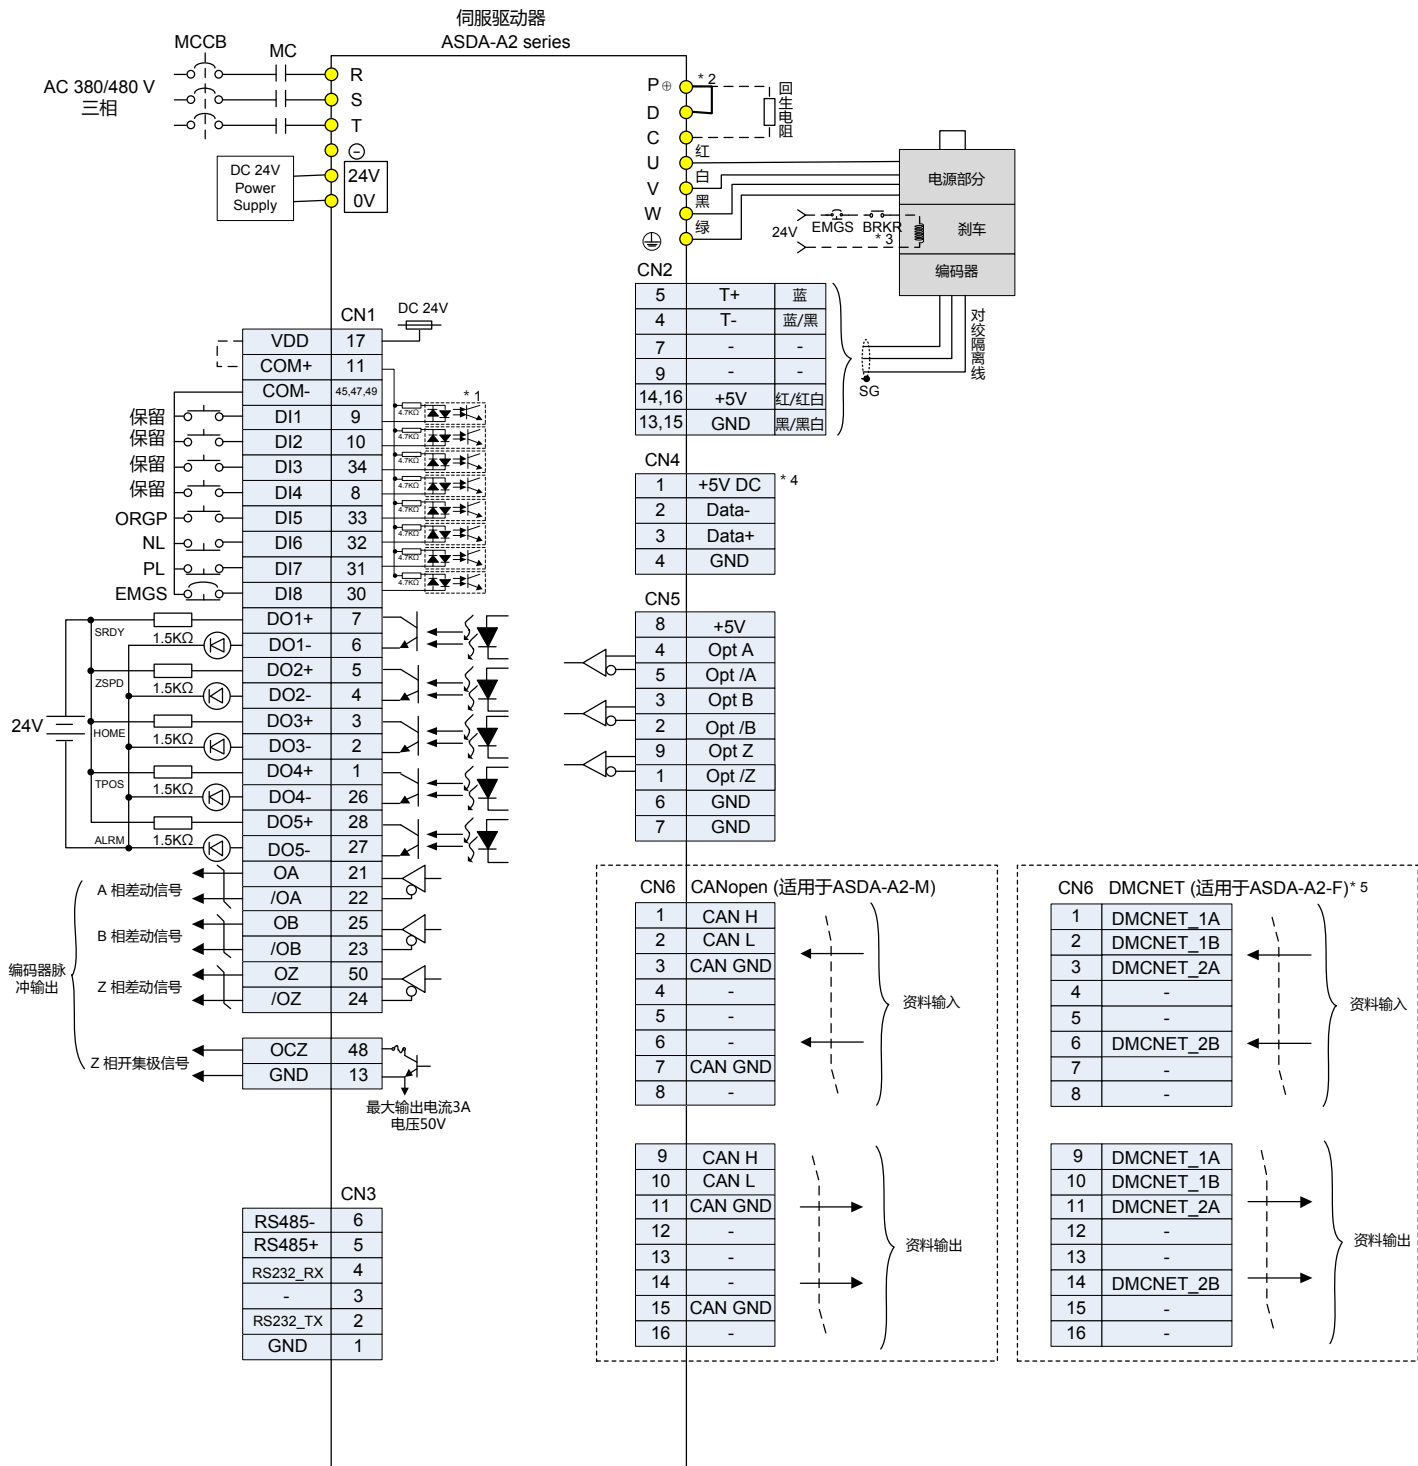 伺服驱动器
ASDA-A2 series
MCCB
MC
AC 380/480 V
三相
R
S
T
DC 24V
Power
Supply
24V
0V
P⊕
* 2
D
C
回生电阻
U
红
V
白
W
黑
绿
电源部分
24V
EMGS
BRKR
* 3
刹车
编码器
对绞隔离线
SG
CN2
5 T+ 蓝
4 T- 蓝/黑
7 - -
9 - -
14,16 +5V 红/红白
13,15 GND 黑/黑白
CN1
DC 24V
VDD 17
COM+ 11
COM- 45,47,49
* 1
保留 DI1 9 4.7KΩ
保留 DI2 10 4.7KΩ
保留 DI3 34 4.7KΩ
保留 DI4 8 4.7KΩ
ORGP DI5 33 4.7KΩ
NL DI6 32 4.7KΩ
PL DI7 31 4.7KΩ
EMGS DI8 30 4.7KΩ
DO1+ 7
SRDY 1.5KΩ DO1- 6
DO2+ 5
ZSPD 1.5KΩ DO2- 4
24V
DO3+ 3
HOME 1.5KΩ DO3- 2
DO4+ 1
TPOS 1.5KΩ DO4- 26
DO5+ 28
ALRM 1.5KΩ DO5- 27
编码器脉
冲输出
A 相差动信号
OA 21
/OA 22
B 相差动信号
OB 25
/OB 23
Z 相差动信号
OZ 50
/OZ 24
Z 相开集极信号
OCZ 48
GND 13
最大输出电流3A
电压50V
CN3
RS485- 6
RS485+ 5
RS232_RX 4
- 3
RS232_TX 2
GND 1
CN4
1 +5V DC * 4
2 Data-
3 Data+
4 GND
CN5
8 +5V
4 Opt A
5 Opt /A
3 Opt B
2 Opt /B
9 Opt Z
1 Opt /Z
6 GND
7 GND
CN6 CANopen (适用于ASDA-A2-M)
1 CAN H
2 CAN L
3 CAN GND
4 -
5 -
6 -
7 CAN GND
8 -
资料输入
9 CAN H
10 CAN L
11 CAN GND
12 -
13 -
14 -
15 CAN GND
16 -
资料输出
CN6 DMCNET (适用于ASDA-A2-F)* 5
1 DMCNET_1A
2 DMCNET_1B
3 DMCNET_2A
4 -
5 -
6 DMCNET_2B
7 -
8 -
资料输入
9 DMCNET_1A
10 DMCNET_1B
11 DMCNET_2A
12 -
13 -
14 DMCNET_2B
15 -
16 -
资料输出